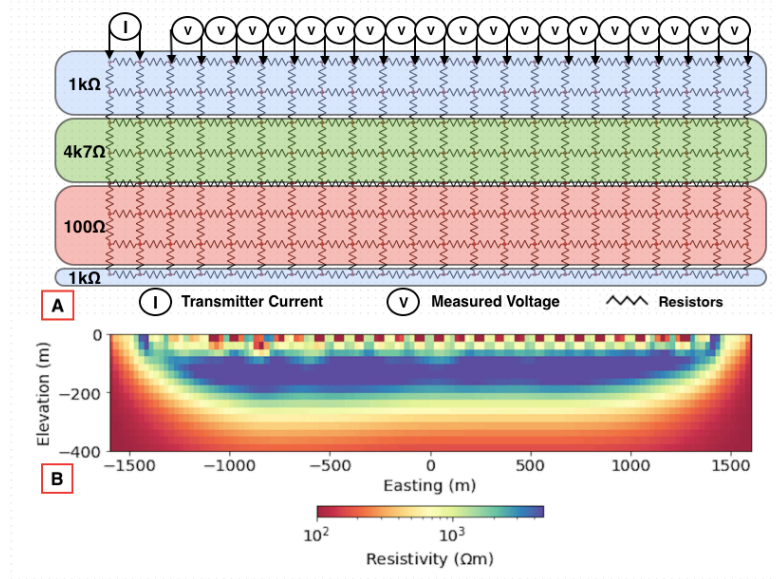 I V V V V V V V V V V V V V V V V V V V
1kΩ
4k7Ω
100Ω
1kΩ
A
I Transmitter Current V Measured Voltage Resistors
0
−200
−400
Elevation (m)
−1500 −1000 −500 0 500 1000 1500
B
Easting (m)
10² 10³
Resistivity (Ωm)